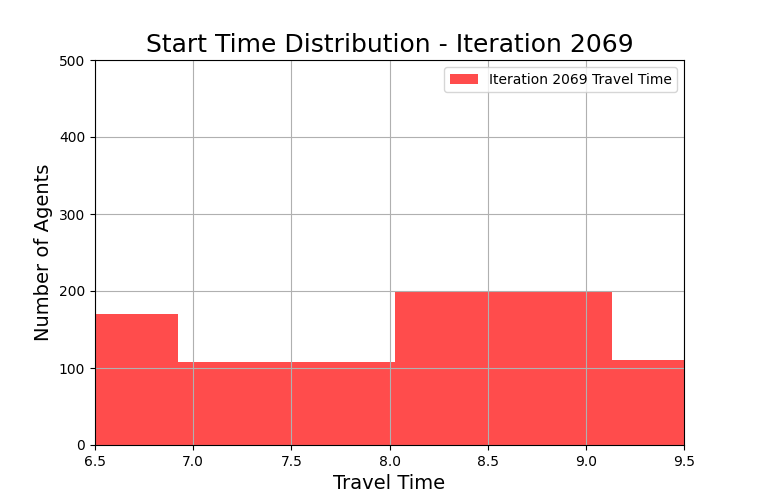 Start Time Distribution - Iteration 2069
Iteration 2069 Travel Time
Number of Agents
500
400
300
200
100
0
6.5 7.0 7.5 8.0 8.5 9.0 9.5
Travel Time